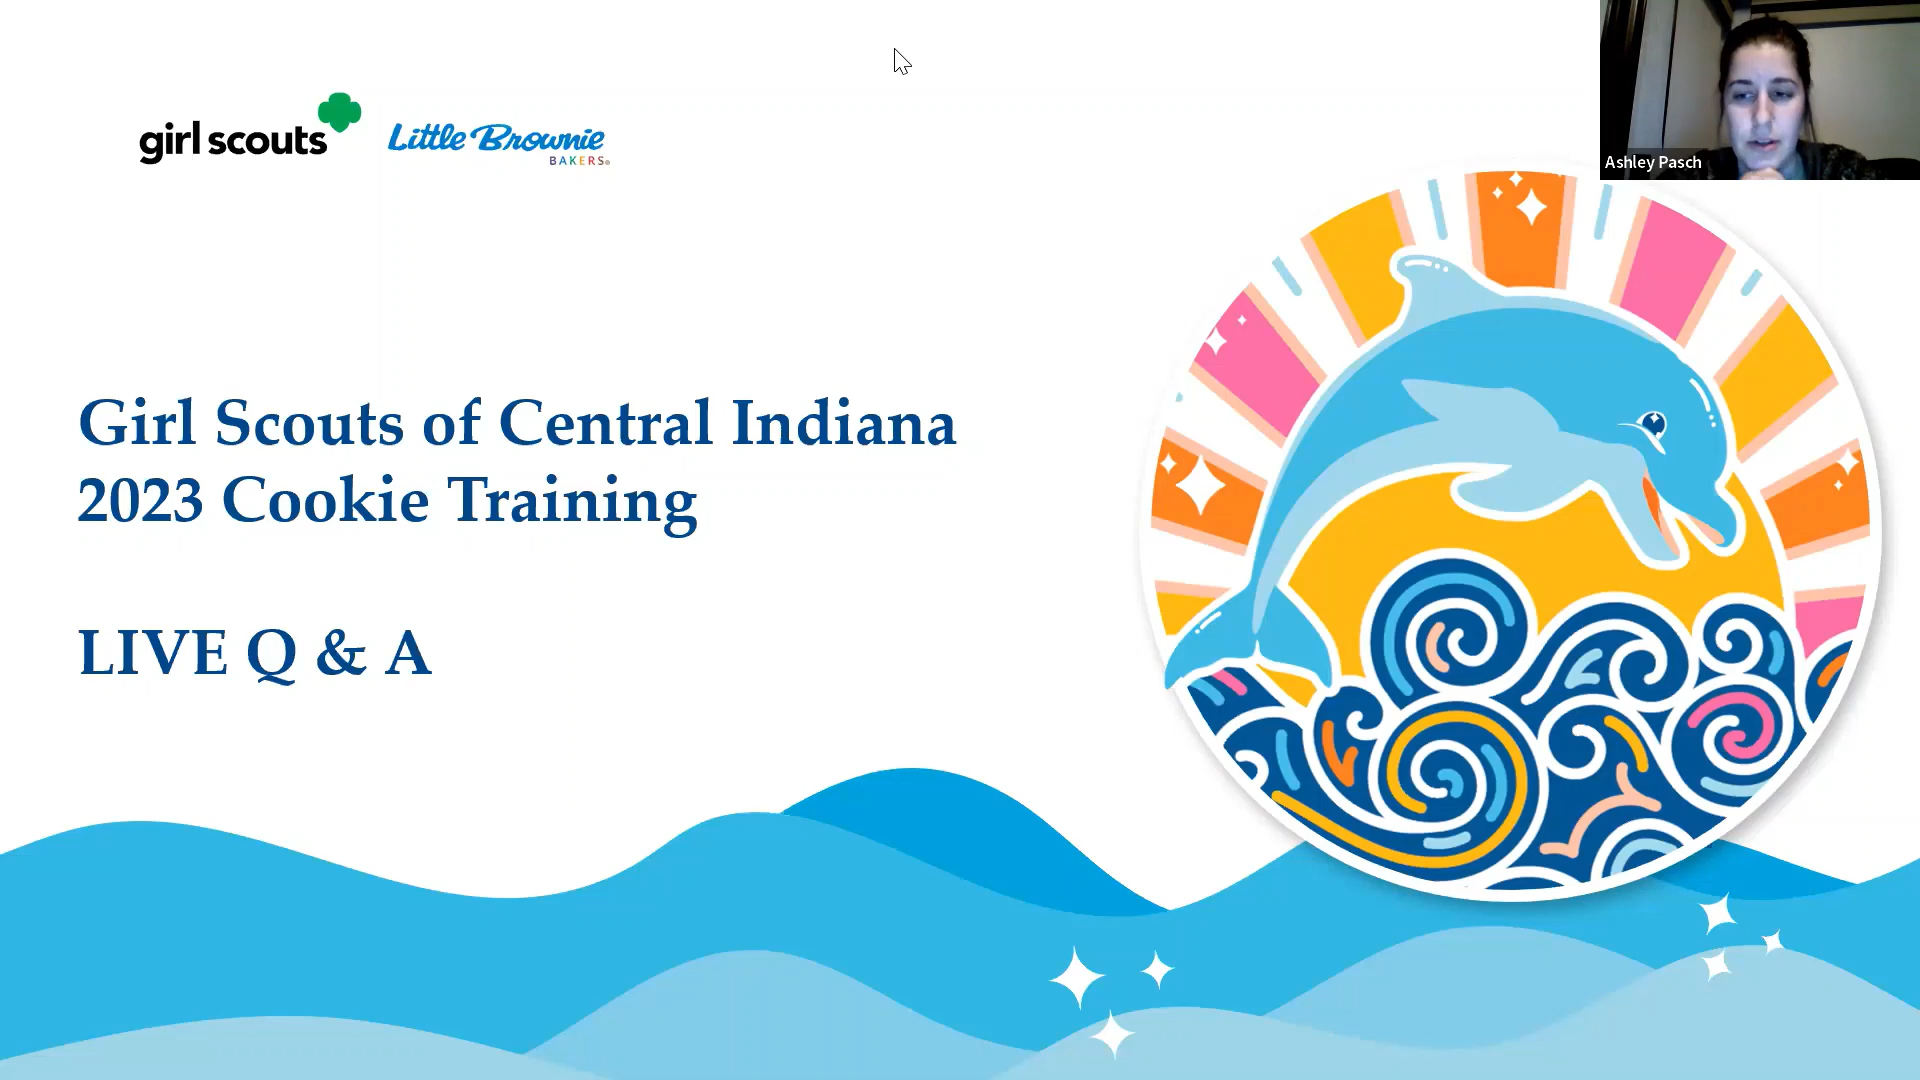 girl scouts
Little Brownie
BAKERS®
Ashley Pasch
Girl Scouts of Central Indiana
2023 Cookie Training
LIVE Q & A